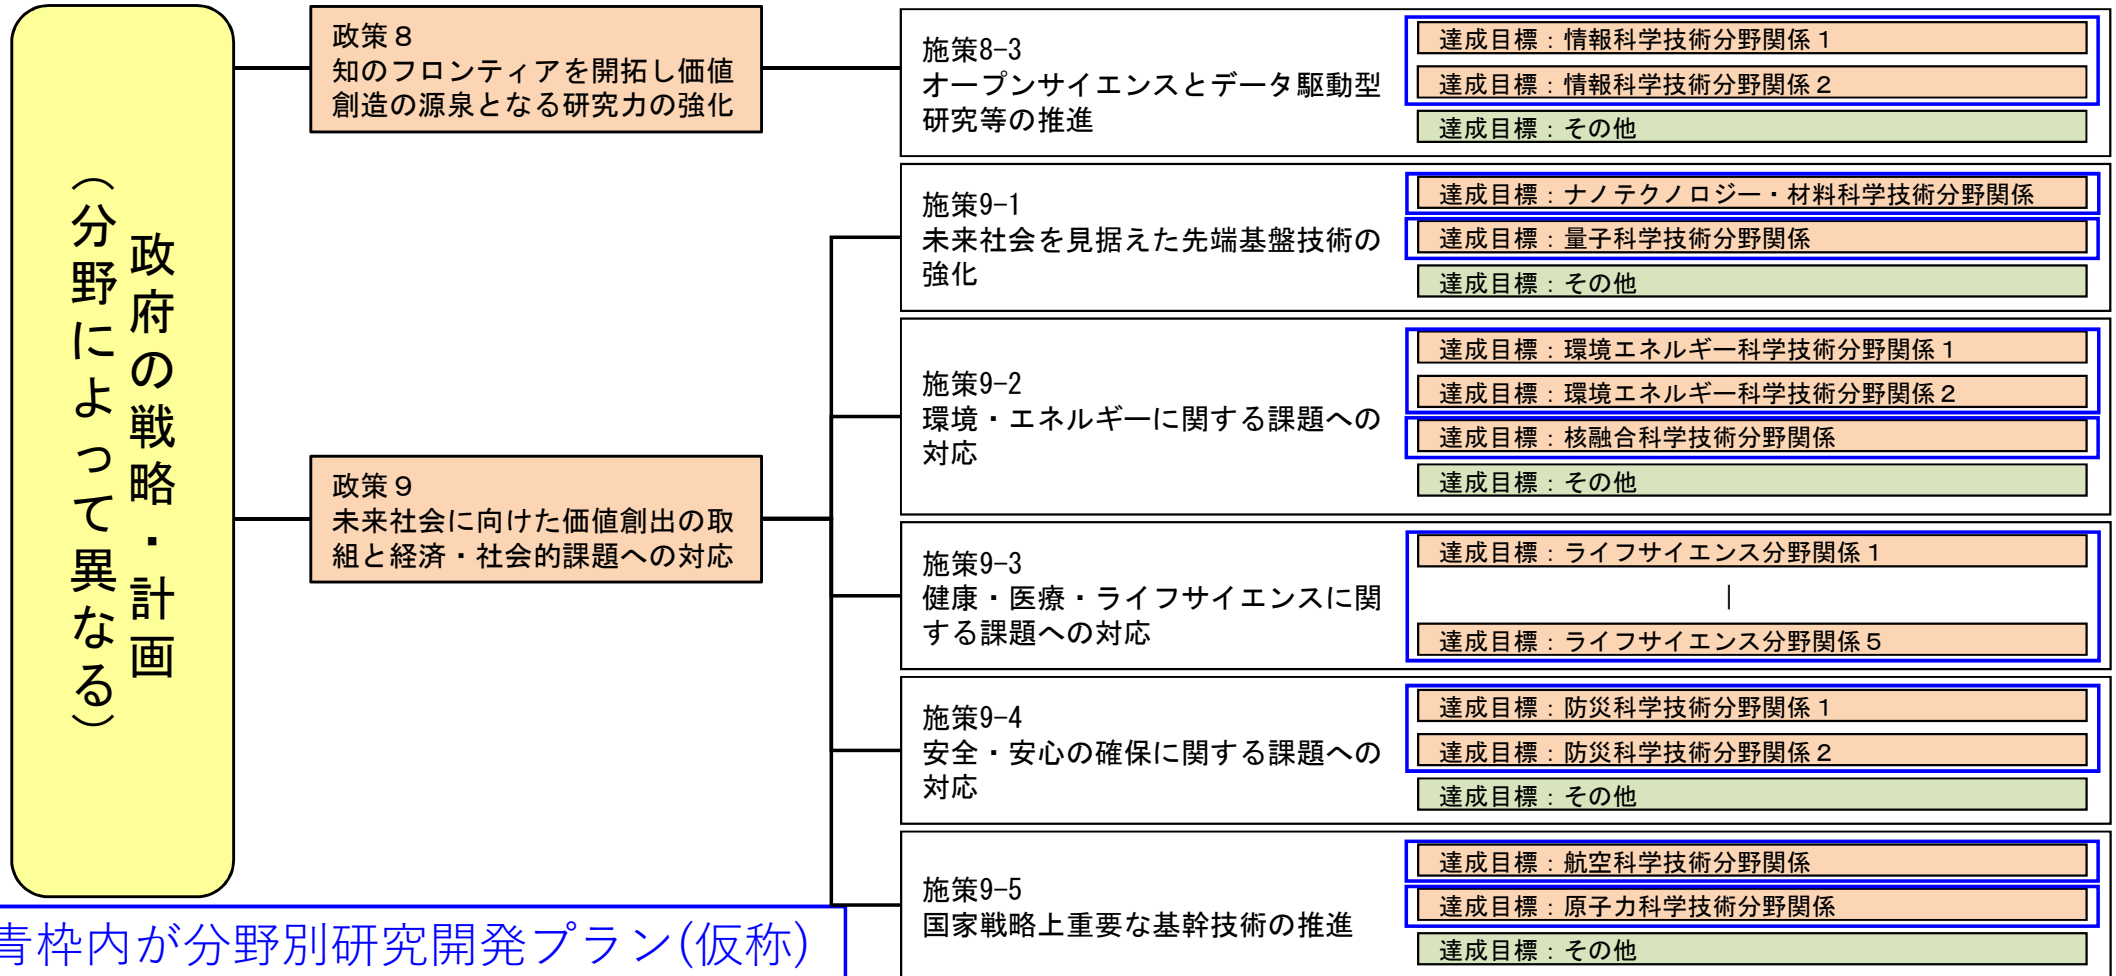 政府の戦略・計画
（分野によって異なる）
政策８
知のフロンティアを開拓し価値
創造の源泉となる研究力の強化
施策8-3
オープンサイエンスとデータ駆動型
研究等の推進
達成目標：情報科学技術分野関係１
達成目標：情報科学技術分野関係２
達成目標：その他
政策９
未来社会に向けた価値創出の取
組と経済・社会的課題への対応
施策9-1
未来社会を見据えた先端基盤技術の
強化
達成目標：ナノテクノロジー・材料科学技術分野関係
達成目標：量子科学技術分野関係
達成目標：その他
施策9-2
環境・エネルギーに関する課題への
対応
達成目標：環境エネルギー科学技術分野関係１
達成目標：環境エネルギー科学技術分野関係２
達成目標：核融合科学技術分野関係
達成目標：その他
施策9-3
健康・医療・ライフサイエンスに関
する課題への対応
達成目標：ライフサイエンス分野関係１
｜
達成目標：ライフサイエンス分野関係５
施策9-4
安全・安心の確保に関する課題への
対応
達成目標：防災科学技術分野関係１
達成目標：防災科学技術分野関係２
達成目標：その他
施策9-5
国家戦略上重要な基幹技術の推進
達成目標：航空科学技術分野関係
達成目標：原子力科学技術分野関係
達成目標：その他
青枠内が分野別研究開発プラン(仮称)